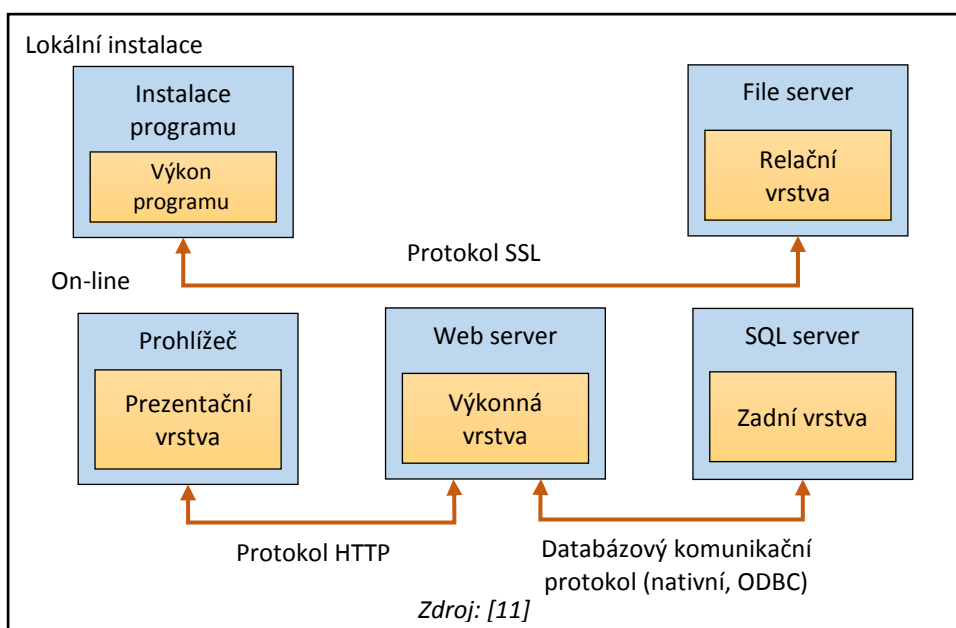 Lokální instalace
Instalace
programu
Výkon
programu
File server
Relační
vrstva
Protokol SSL
On-line
Prohlížeč
Prezentační
vrstva
Web server
Výkonná
vrstva
SQL server
Zadní vrstva
Protokol HTTP
Databázový komunikační
protokol (nativní, ODBC)
Zdroj: [11]